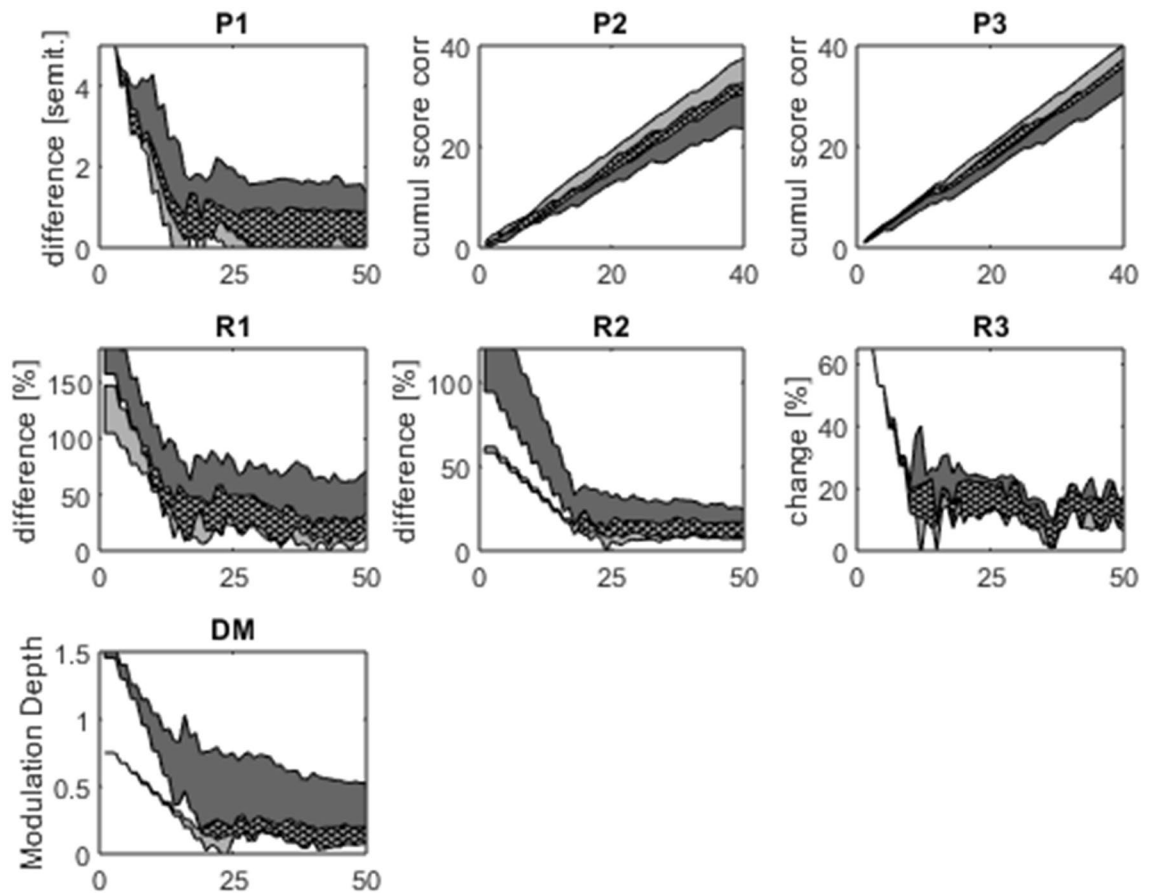 P1
difference [semit.]
4
2
0
0 25 50
P2
cumul score corr
40
20
0
0 20 40
P3
cumul score corr
40
20
0
0 20 40
R1
difference [%]
150
100
50
0
0 25 50
R2
difference [%]
100
50
0
0 25 50
R3
change [%]
60
40
20
0
0 25 50
DM
Modulation Depth
1.5
1
0.5
0
0 25 50